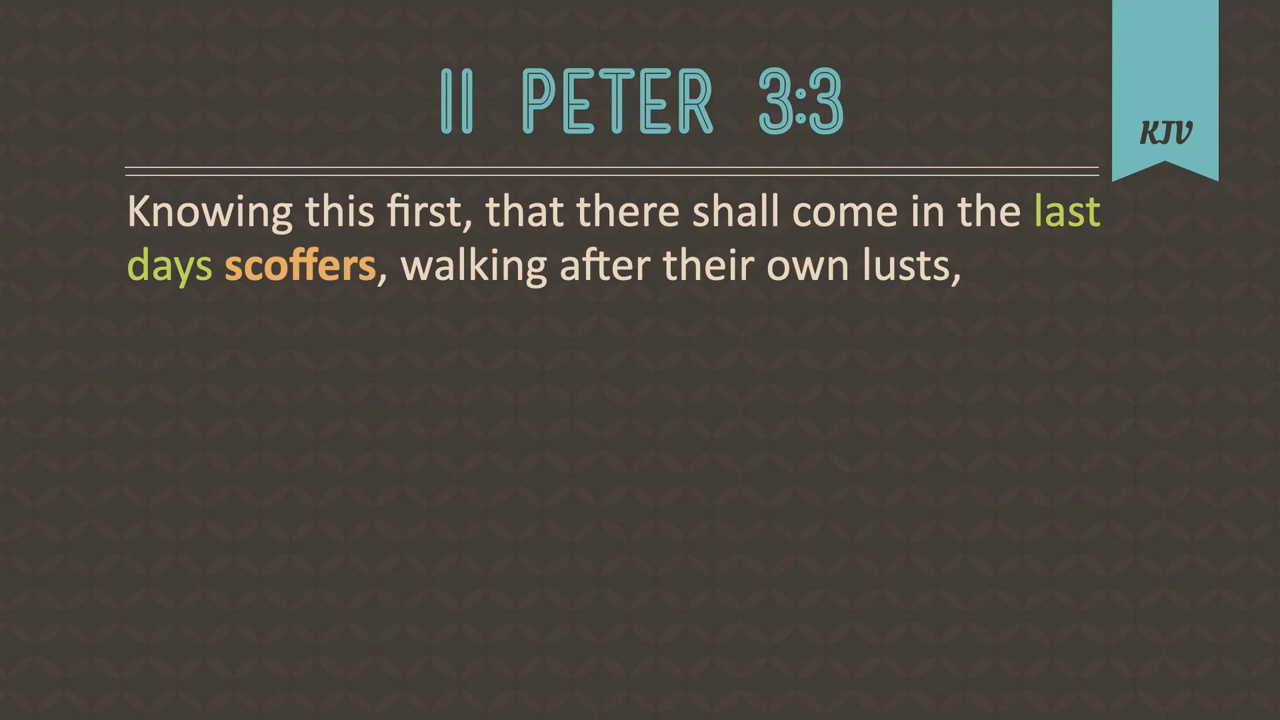 II PETER 3:3
KJV
Knowing this first, that there shall come in the last
days scoffers, walking after their own lusts,